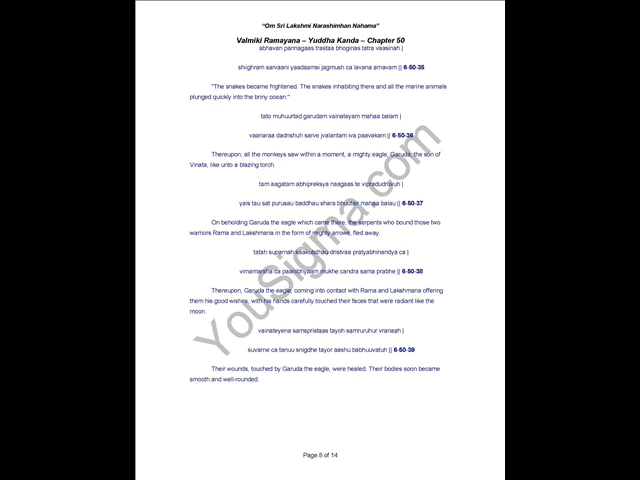 "Om Sri Lakshmi Narashimhan Nahama"
Valmiki Ramayana – Yuddha Kanda – Chapter 50
abhavan pannagaas trastaa bhoginas tatra vaasinah |
shiighram sarvaani yaadaamsi jagmush ca lavana arnavam || 6-50-35
"The snakes became frightened. The snakes inhabiting there and all the marine animals
plunged quickly into the briny ocean."
tato muhuurtad garudam vainateyam mahaa balam |
vaanaraa dadrishuh sarve jvalantam iva paavakam || 6-50-36
Thereupon, all the monkeys saw within a moment, a mighty eagle, Garuda, the son of
Vinata, like unto a blazing torch.
tam aagatam abhipreksya naagaas te vipradudruvuh |
yais tau sat purusau baddhau shara bhuutair mahaa balau || 6-50-37
On beholding Garuda the eagle which came there, the serpents who bound those two
warriors Rama and Lakshmana in the form of mighty arrows, fled away.
tatah suparnah kaakutsthau dristvaa pratyabhinandya ca |
vimamarsha ca paanibhyaam mukhe candra sama prabhe || 6-50-38
Thereupon, Garuda the eagle, coming into contact with Rama and Lakshmana offering
them his good wishes, with his hands carefully touched their faces that were radiant like the
moon.
vainateyena samspristaas tayoh samruruhur vranaah |
suvarne ca tanuu snigdhe tayor aashu babhuuvatuh || 6-50-39
Their wounds, touched by Garuda the eagle, were healed. Their bodies soon became
smooth and well-rounded.
YouSigma.com
Page 8 of 14